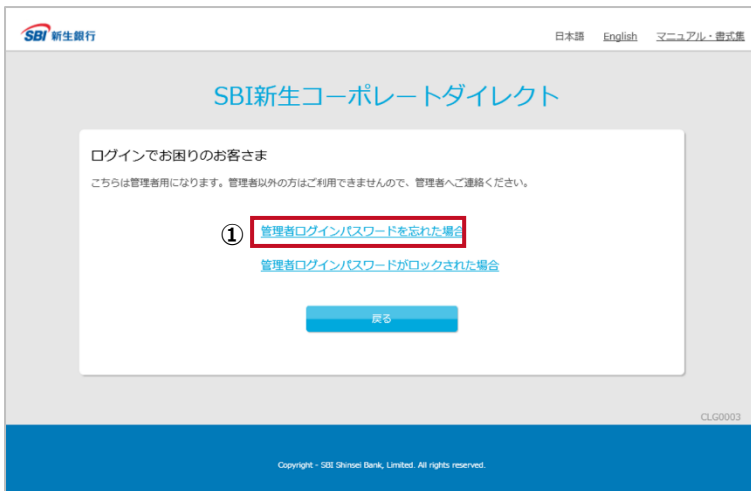 SBI 新生銀行
日本語 English マニュアル・書式集
SBI新生コーポレートダイレクト
ログインでお困りのお客さま
こちらは管理者用になります。管理者以外の方はご利用できませんので、管理者へご連絡ください。
① 管理者ログインパスワードを忘れた場合
管理者ログインパスワードがロックされた場合
戻る
CLG0003
Copyright - SBI Shinsei Bank, Limited. All rights reserved.